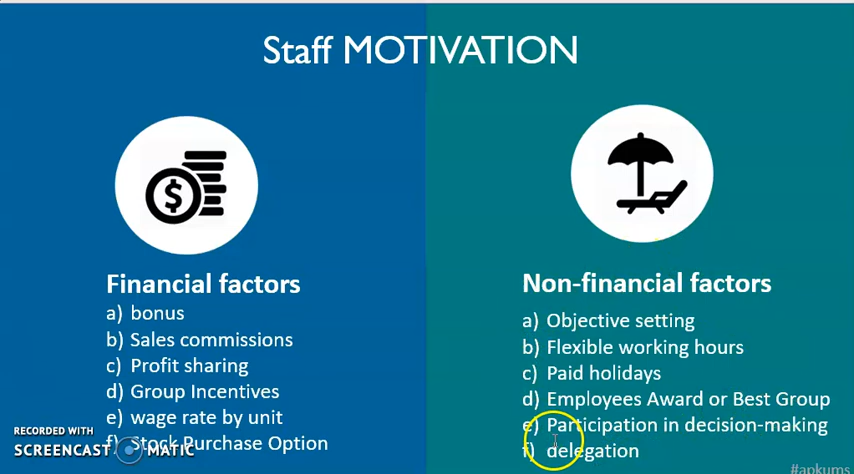 Staff MOTIVATION
$
Financial factors
a) bonus
b) Sales commissions
c) Profit sharing
d) Group Incentives
e) wage rate by unit
f) Stock Purchase Option
Non-financial factors
a) Objective setting
b) Flexible working hours
c) Paid holidays
d) Employees Award or Best Group
e) Participation in decision-making
f) delegation
RECORDED WITH
SCREENCAST MATIC
#apkums